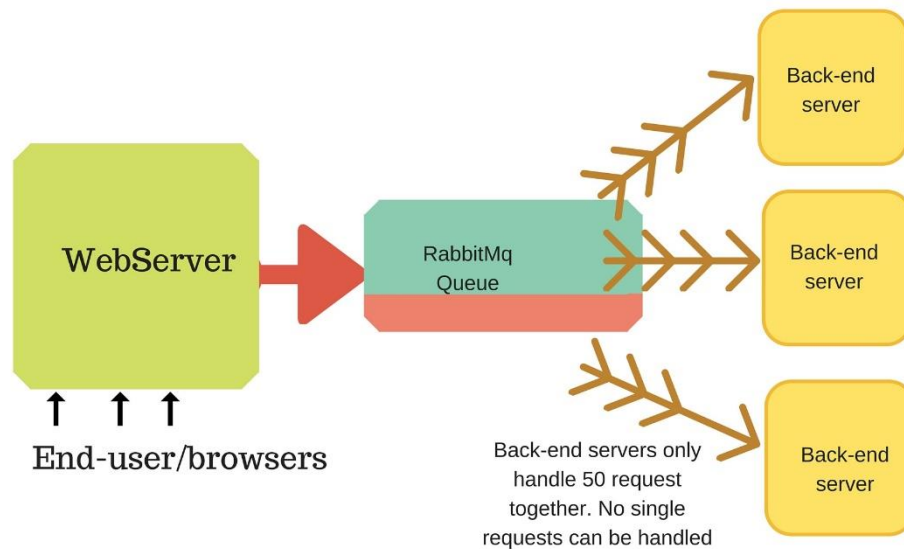 WebServer
End-user/browsers
RabbitMq
Queue
Back-end
server
Back-end
server
Back-end
server
Back-end servers only
handle 50 request
together. No single
requests can be handled